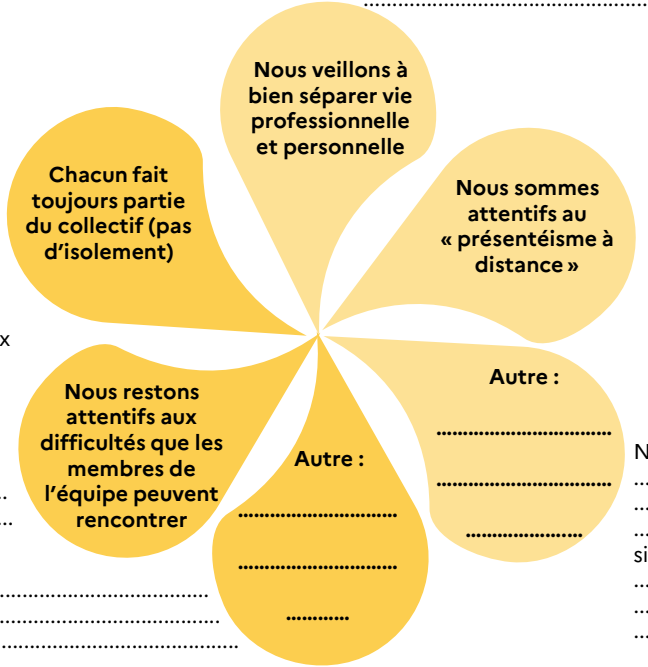 ................................................
Nous veillons à
bien séparer vie
professionnelle
et personnelle
Chacun fait
toujours partie
du collectif (pas
d'isolement)
Nous sommes
attentifs au
« présentéisme à
distance »
x
Nous restons
attentifs aux
difficultés que les
membres de
l'équipe peuvent
rencontrer
Autre :
................................
................................
............
Autre :
...................................
...................................
.......................
..
...
..........................................
............................................
................................................
N
...
...
...
si
...
...
...